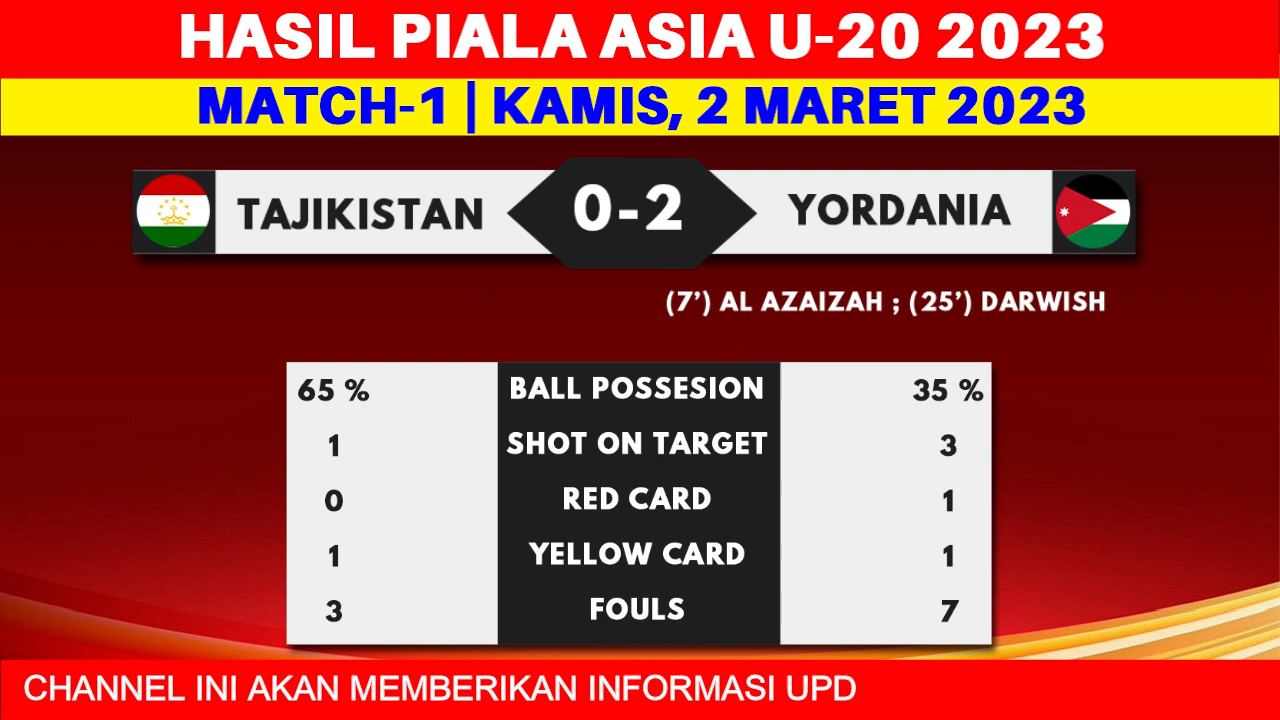 HASIL PIALA ASIA U-20 2023
MATCH-1 | KAMIS, 2 MARET 2023
TAJIKISTAN 0-2 YORDANIA
(7’) AL AZAIZAH ; (25’) DARWISH
65 % BALL POSSESION 35 %
1 SHOT ON TARGET 3
0 RED CARD 1
1 YELLOW CARD 1
3 FOULS 7
CHANNEL INI AKAN MEMBERIKAN INFORMASI UPD